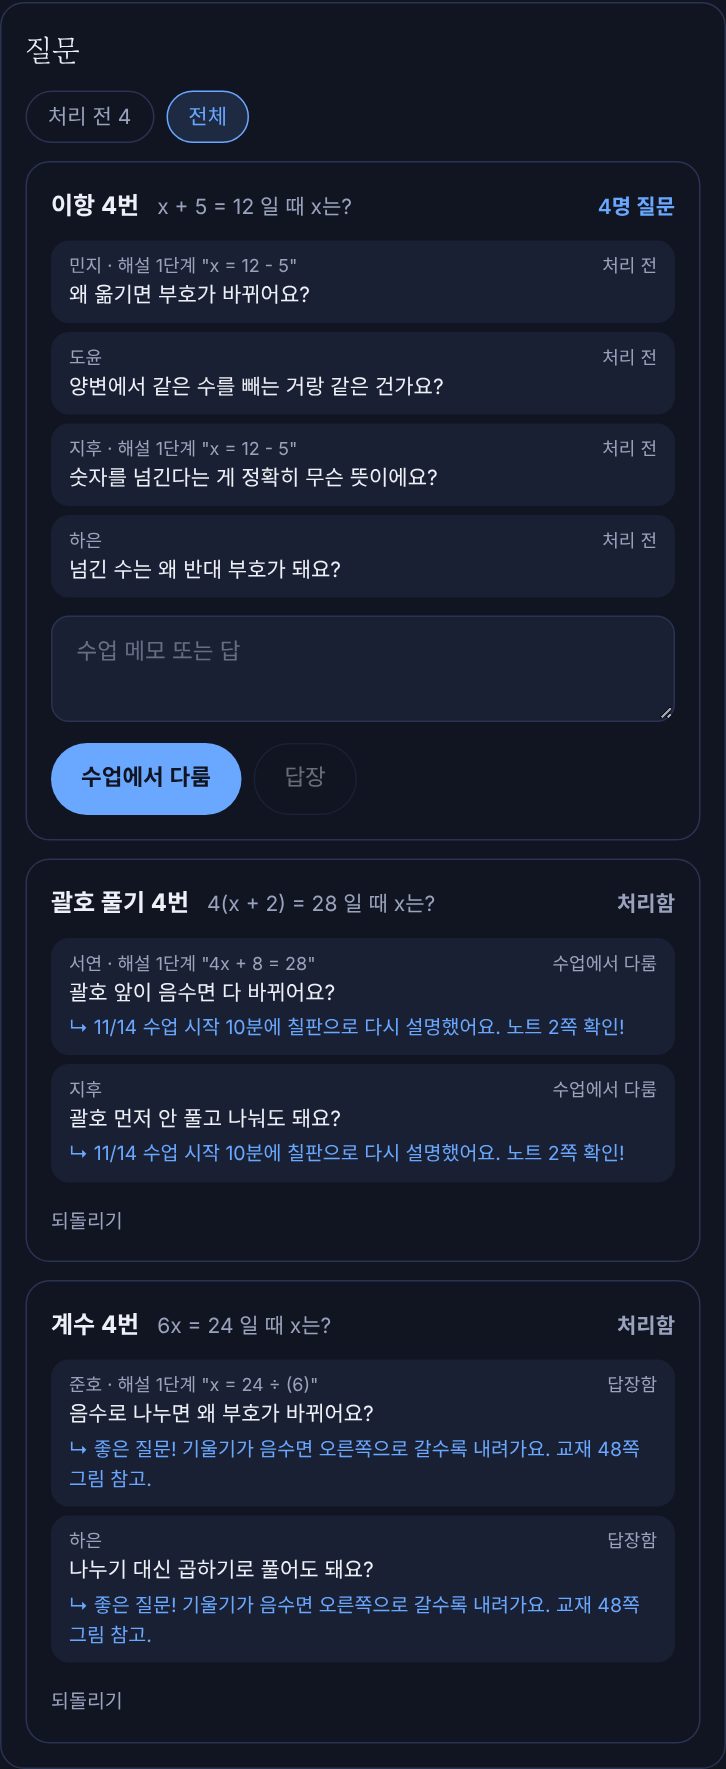 질문
처리 전 4
전체
이항 4번 x + 5 = 12 일 때 x는? 4명 질문
민지 · 해설 1단계 "x = 12 - 5" 처리 전
왜 옮기면 부호가 바뀌어요?
도윤 처리 전
양변에서 같은 수를 빼는 거랑 같은 건가요?
지후 · 해설 1단계 "x = 12 - 5" 처리 전
숫자를 넘긴다는 게 정확히 무슨 뜻이에요?
하은 처리 전
넘긴 수는 왜 반대 부호가 돼요?
수업 메모 또는 답
수업에서 다룸 답장
괄호 풀기 4번 4(x + 2) = 28 일 때 x는? 처리함
서연 · 해설 1단계 "4x + 8 = 28" 수업에서 다룸
괄호 앞이 음수면 다 바뀌어요?
↳ 11/14 수업 시작 10분에 칠판으로 다시 설명했어요. 노트 2쪽 확인!
지후 수업에서 다룸
괄호 먼저 안 풀고 나눠도 돼요?
↳ 11/14 수업 시작 10분에 칠판으로 다시 설명했어요. 노트 2쪽 확인!
되돌리기
계수 4번 6x = 24 일 때 x는? 처리함
준호 · 해설 1단계 "x = 24 ÷ (6)" 답장함
음수로 나누면 왜 부호가 바뀌어요?
↳ 좋은 질문! 기울기가 음수면 오른쪽으로 갈수록 내려가요. 교재 48쪽
그림 참고.
하은 답장함
나누기 대신 곱하기로 풀어도 돼요?
↳ 좋은 질문! 기울기가 음수면 오른쪽으로 갈수록 내려가요. 교재 48쪽
그림 참고.
되돌리기